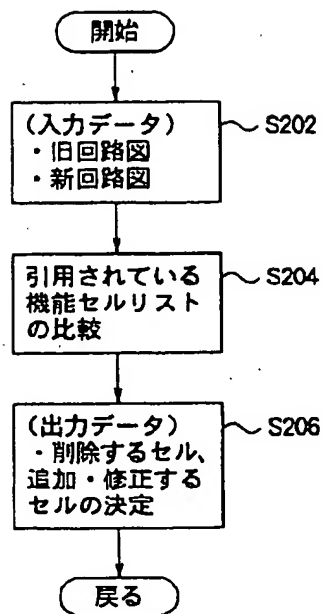 開始
(入力データ)
・旧回路図
・新回路図
S202
引用されている
機能セルリスト
の比較
S204
(出力データ)
・削除するセル、
追加・修正する
セルの決定
S206
戻る